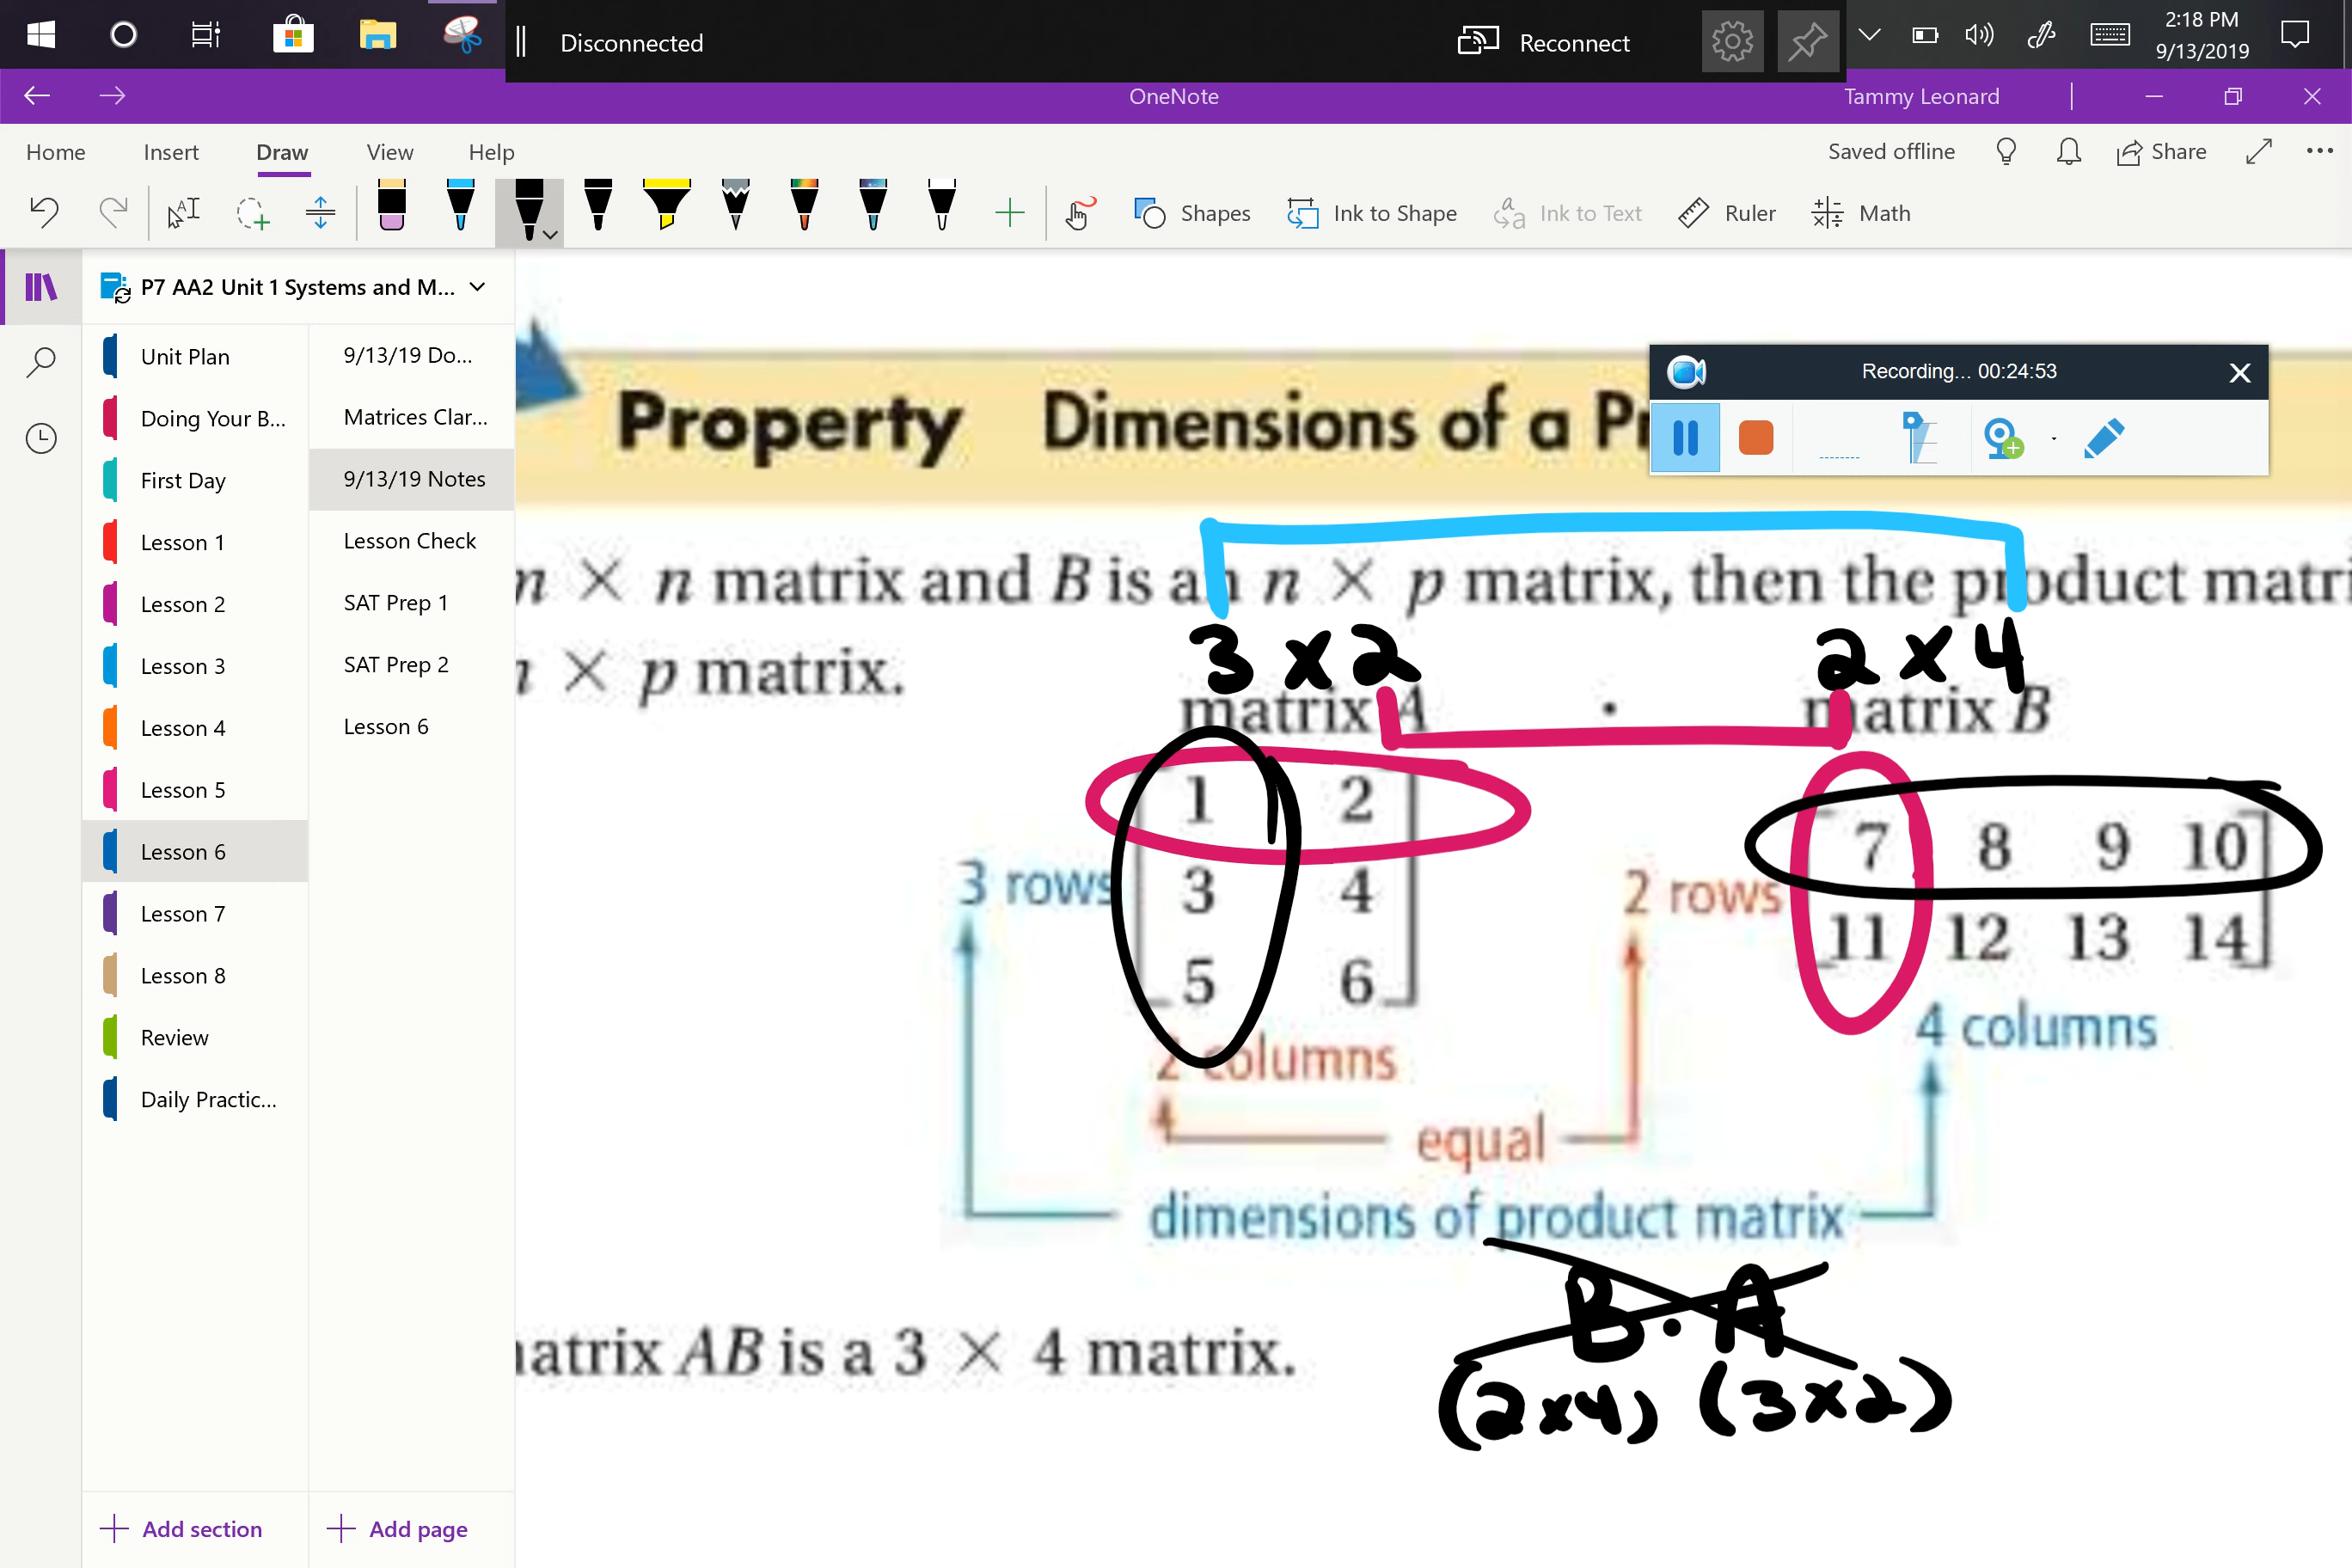 Disconnected
Reconnect
2:18 PM
9/13/2019
OneNote
Tammy Leonard
Home Insert Draw View Help
Saved offline
Share
Shapes
Ink to Shape
Ink to Text
Ruler
Math
P7 AA2 Unit 1 Systems and M...
Unit Plan
Doing Your B...
First Day
Lesson 1
Lesson 2
Lesson 3
Lesson 4
Lesson 5
Lesson 6
Lesson 7
Lesson 8
Review
Daily Practic...
Add section
9/13/19 Do...
Matrices Clar...
9/13/19 Notes
Lesson Check
SAT Prep 1
SAT Prep 2
Lesson 6
Add page
Recording... 00:24:53
Property Dimensions of a Pr
× n matrix and B is an n × p matrix, then the product matri
× p matrix.
3 x 2 2 x 4
matrix A · matrix B
1 2
3 4
5 6
3 rows
2 columns
7 8 9 10
11 12 13 14
2 rows
4 columns
equal
dimensions of product matrix
B · A
(2x4) (3x2)
atrix AB is a 3 × 4 matrix.